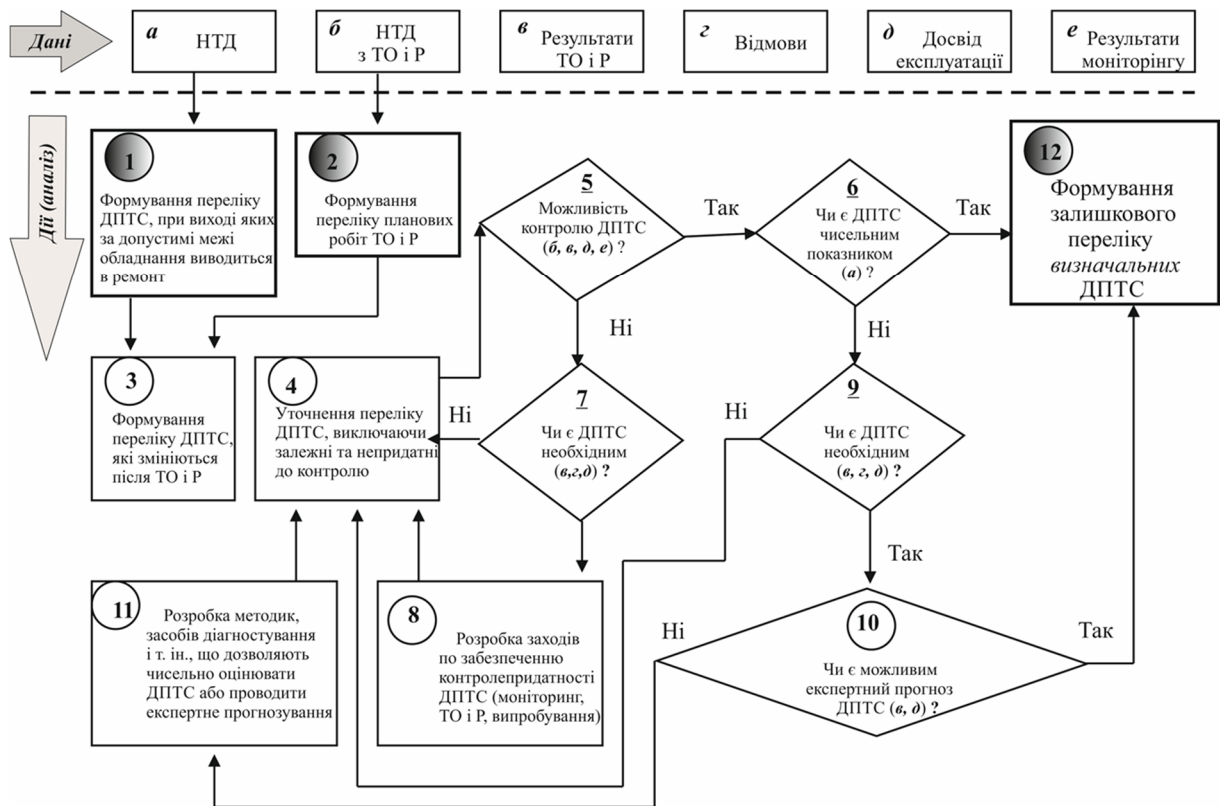 Дані
а
НТД
б
НТД
з ТО і Р
в
Результати
ТО і Р
г
Відмови
д
Досвід
експлуатації
е
Результати
моніторінгу
Дії (аналіз)
1
Формування переліку
ДПТС, при виході яких
за допустимі межі
обладнання виводиться
в ремонт
2
Формування
переліку планових
робіт ТО і Р
5
Можливість
контролю ДПТС
(б, в, д, е) ?
Так
6
Чи є ДПТС
чисельним
показником
(а) ?
Так
12
Формування
залишкового
переліку
визначальних
ДПТС
Ні
Ні
3
Формування
переліку ДПТС,
які змініються
після ТО і Р
4
Уточнення переліку
ДПТС, виключаючи
залежні та непридатні
до контролю
Ні
7
Чи є ДПТС
необхідним
(в,г,д) ?
Ні
9
Чи є ДПТС
необхідним
(в, г, д) ?
Так
11
Розробка методик,
засобів діагностування
і т. ін., що дозволяють
чисельно оцінювати
ДПТС або проводити
експертне прогнозування
8
Розробка заходів
по забезпеченню
контролепридатності
ДПТС (моніторинг,
ТО і Р, випробування)
Ні
10
Чи є можливим
експертний прогноз
ДПТС (в, д) ?
Так